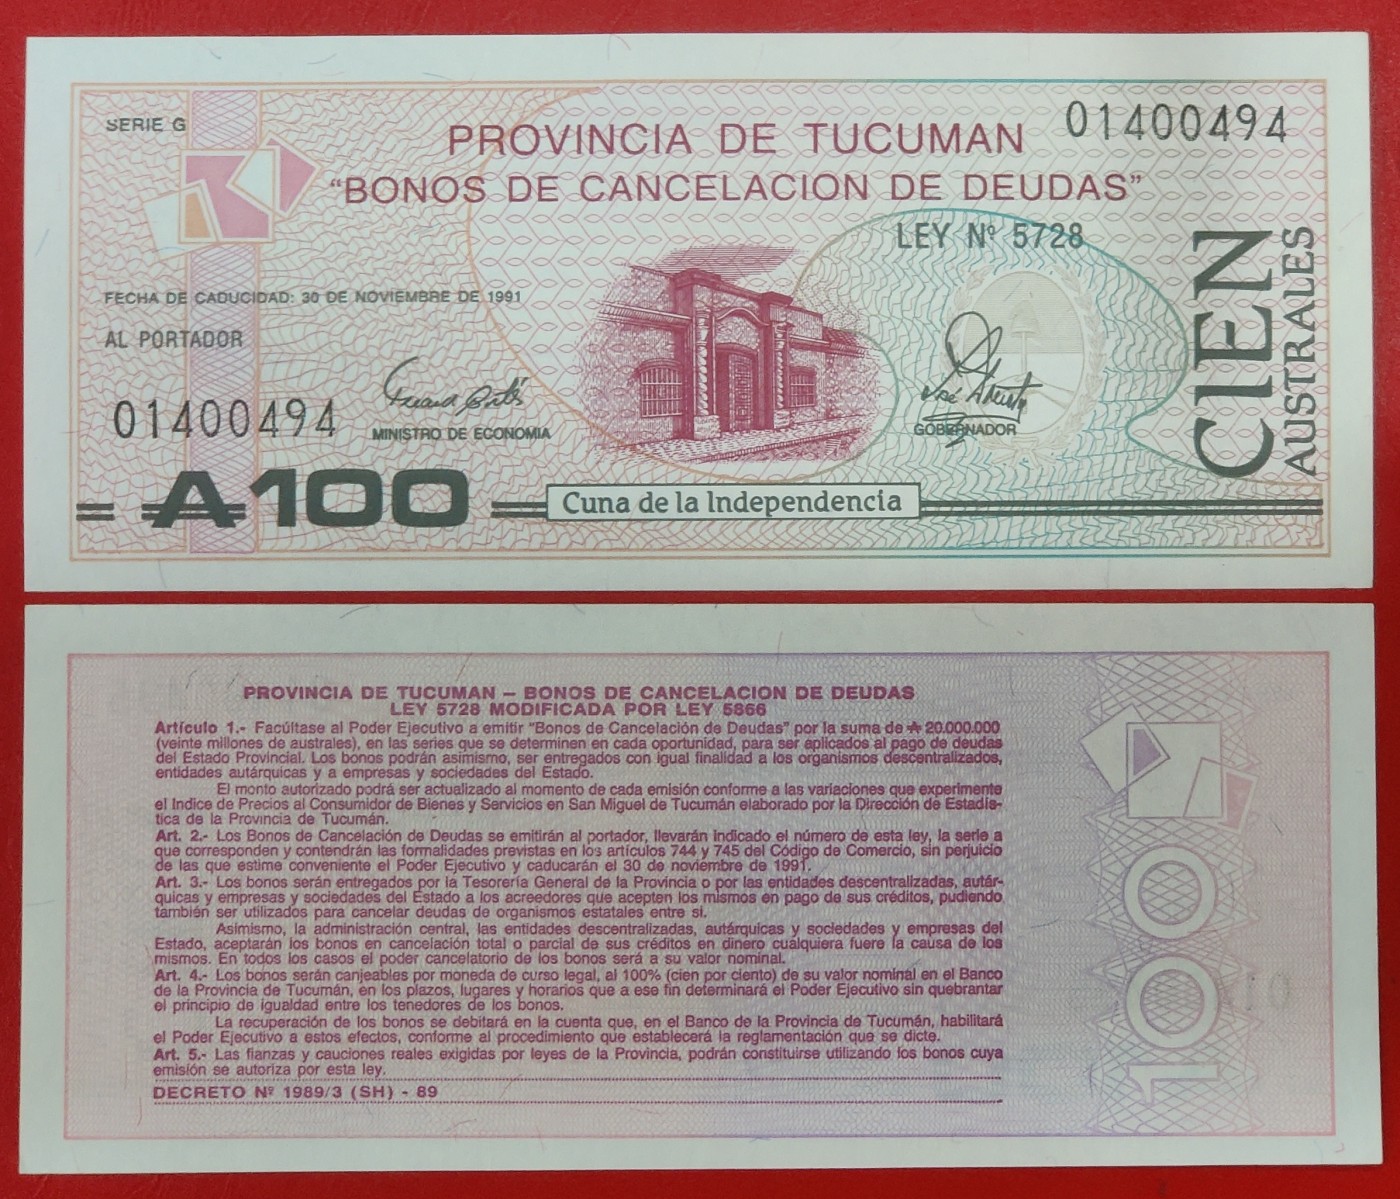 SERIE G
01400494
PROVINCIA DE TUCUMAN
“BONOS DE CANCELACION DE DEUDAS”
LEY Nº 5728
FECHA DE CADUCIDAD: 30 DE NOVIEMBRE DE 1991
AL PORTADOR
01400494
MINISTRO DE ECONOMIA
GOBERNADOR
CIEN
AUSTRALES
₳100
Cuna de la Independencia
PROVINCIA DE TUCUMAN – BONOS DE CANCELACION DE DEUDAS
LEY 5728 MODIFICADA POR LEY 5866
Artículo 1.- Facúltase al Poder Ejecutivo a emitir “Bonos de Cancelación de Deudas” por la suma de ₳ 20.000.000
(veinte millones de australes), en las series que se determinen en cada oportunidad, para ser aplicados al pago de deudas
del Estado Provincial. Los bonos podrán asimismo, ser entregados con igual finalidad a los organismos descentralizados,
entidades autárquicas y a empresas y sociedades del Estado.
El monto autorizado podrá ser actualizado al momento de cada emisión conforme a las variaciones que experimente
el Indice de Precios al Consumidor de Bienes y Servicios en San Miguel de Tucumán elaborado por la Dirección de Estadís-
tica de la Provincia de Tucumán.
Art. 2.- Los Bonos de Cancelación de Deudas se emitirán al portador, llevarán indicado el número de esta ley, la serie a
que corresponden y contendrán las formalidades previstas en los artículos 744 y 745 del Código de Comercio, sin perjuicio
de las que estime conveniente el Poder Ejecutivo y caducarán el 30 de noviembre de 1991.
Art. 3.- Los bonos serán entregados por la Tesorería General de la Provincia o por las entidades descentralizadas, autár-
quicas y empresas y sociedades del Estado a los acreedores que acepten los mismos en pago de sus créditos, pudiendo
también ser utilizados para cancelar deudas de organismos estatales entre sí.
Asimismo, la administración central, las entidades descentralizadas, autárquicas y sociedades y empresas del
Estado, aceptarán los bonos en cancelación total o parcial de sus créditos en dinero cualquiera fuere la causa de los
mismos. En todos los casos el poder cancelatorio de los bonos será a su valor nominal.
Art. 4.- Los bonos serán canjeables por moneda de curso legal, al 100% (cien por ciento) de su valor nominal en el Banco
de la Provincia de Tucumán, en los plazos, lugares y horarios que a ese fin determinará el Poder Ejecutivo sin quebrantar
el principio de igualdad entre los tenedores de los bonos.
La recuperación de los bonos se debitará en la cuenta que, en el Banco de la Provincia de Tucumán, habilitará
el Poder Ejecutivo a estos efectos, conforme al procedimiento que establecerá la reglamentación que se dicte.
Art. 5.- Las fianzas y cauciones reales exigidas por leyes de la Provincia, podrán constituirse utilizando los bonos cuya
emisión se autoriza por esta ley.
DECRETO Nº 1989/3 (SH) - 89
100